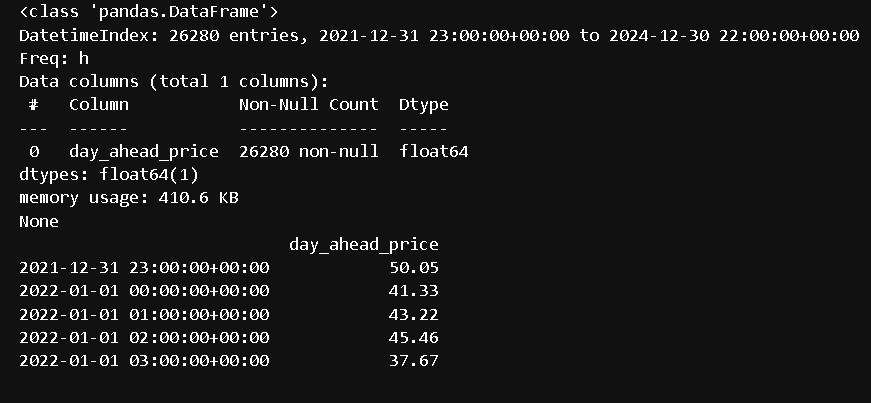 <class 'pandas.DataFrame'>
DatetimeIndex: 26280 entries, 2021-12-31 23:00:00+00:00 to 2024-12-30 22:00:00+00:00
Freq: h
Data columns (total 1 columns):
 #   Column           Non-Null Count  Dtype
---  ------           --------------  -----
 0   day_ahead_price  26280 non-null  float64
dtypes: float64(1)
memory usage: 410.6 KB
None
                           day_ahead_price
2021-12-31 23:00:00+00:00            50.05
2022-01-01 00:00:00+00:00            41.33
2022-01-01 01:00:00+00:00            43.22
2022-01-01 02:00:00+00:00            45.46
2022-01-01 03:00:00+00:00            37.67